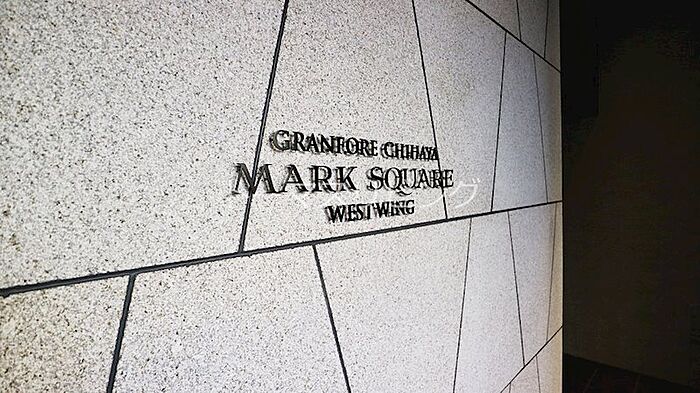 GRANFORE CHIHAYA
MARK SQUARE
WEST WING